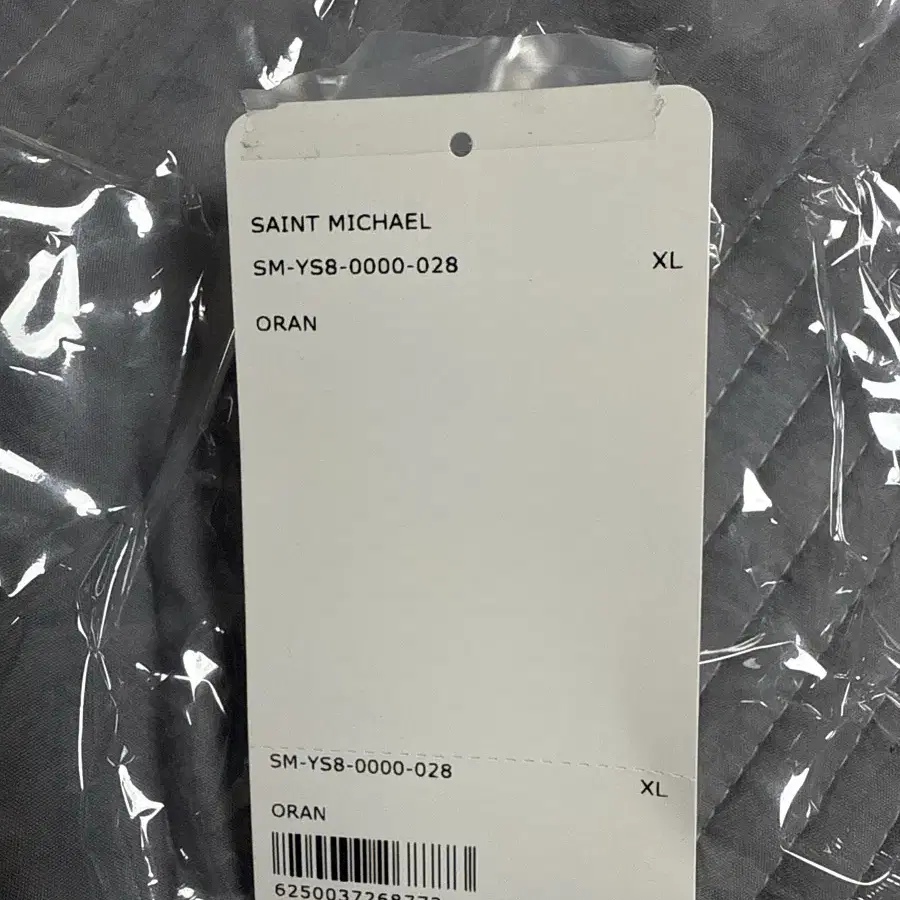 SAINT MICHAEL
SM-YS8-0000-028 XL
ORAN
SM-YS8-0000-028 XL
ORAN